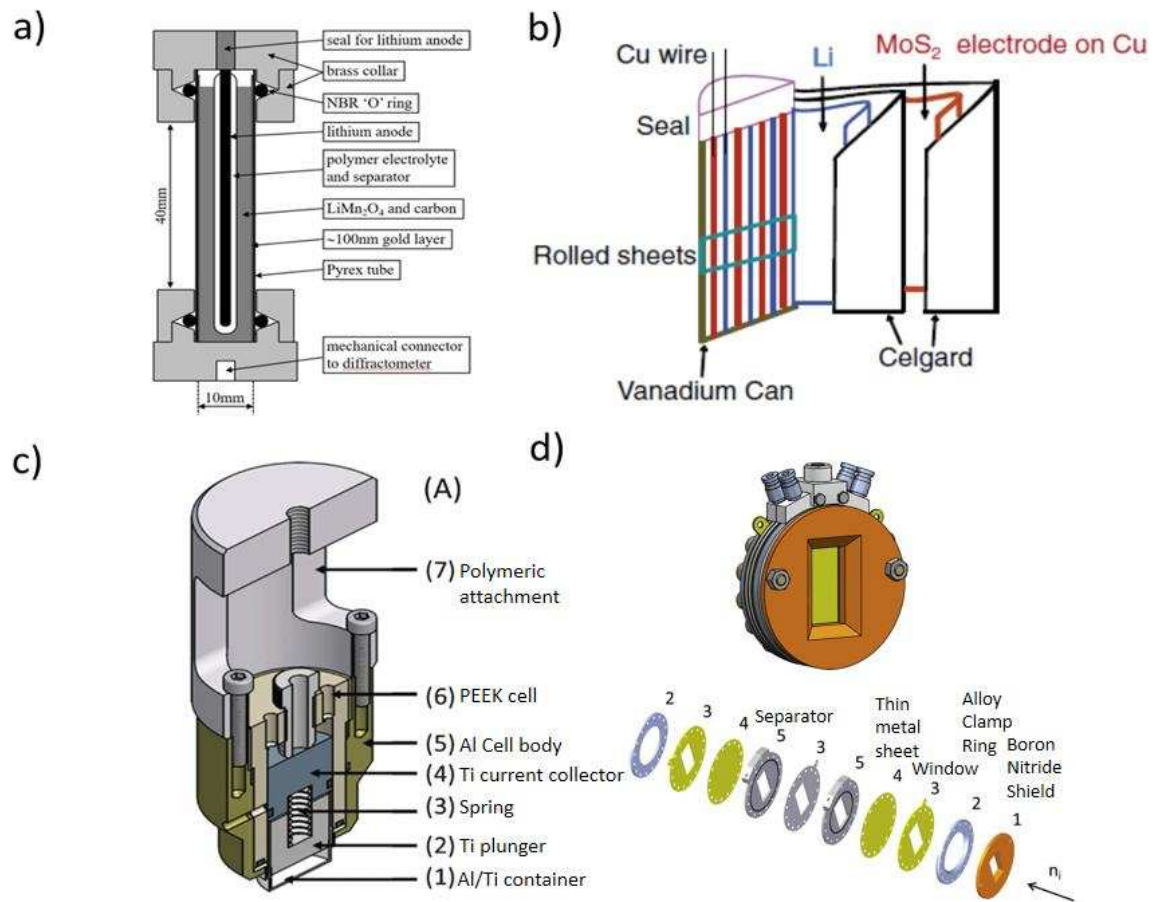 a)
seal for lithium anode
brass collar
NBR 'O' ring
lithium anode
polymer electrolyte
and separator
LiMn₂O₄ and carbon
~100nm gold layer
Pyrex tube
mechanical connector
to diffractometer
40mm
10mm
b)
Cu wire
Li
MoS₂ electrode on Cu
Seal
Rolled sheets
Celgard
Vanadium Can
c)
(A)
(7) Polymeric
attachment
(6) PEEK cell
(5) Al Cell body
(4) Ti current collector
(3) Spring
(2) Ti plunger
(1) Al/Ti container
d)
2
3
4
Separator
5
3
5
Thin
metal
sheet
4
Window
3
Alloy
Clamp
Ring
2
Boron
Nitride
Shield
1
nᵢ